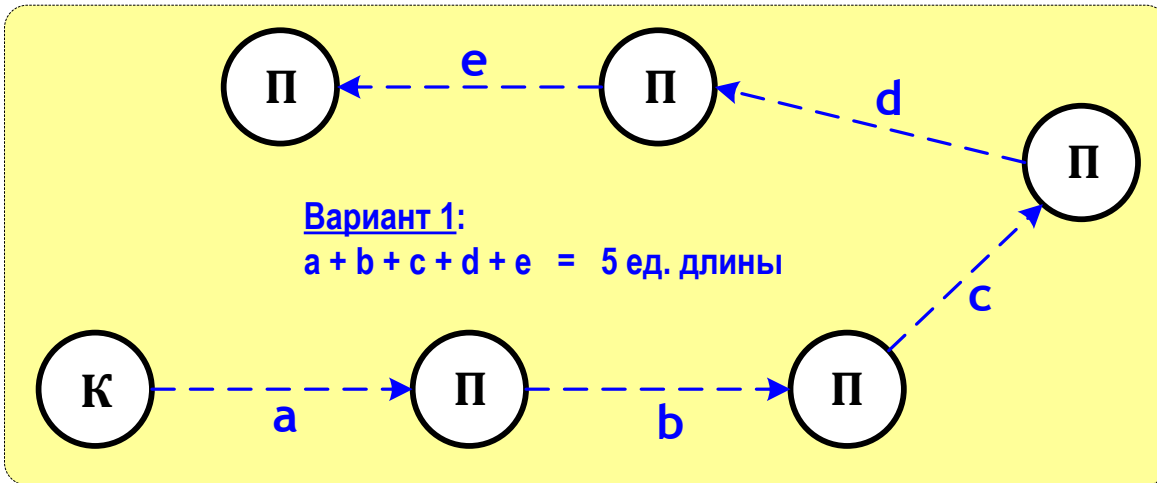 П e П d П
Вариант 1:
a + b + c + d + e = 5 ед. длины
c
К a П b П